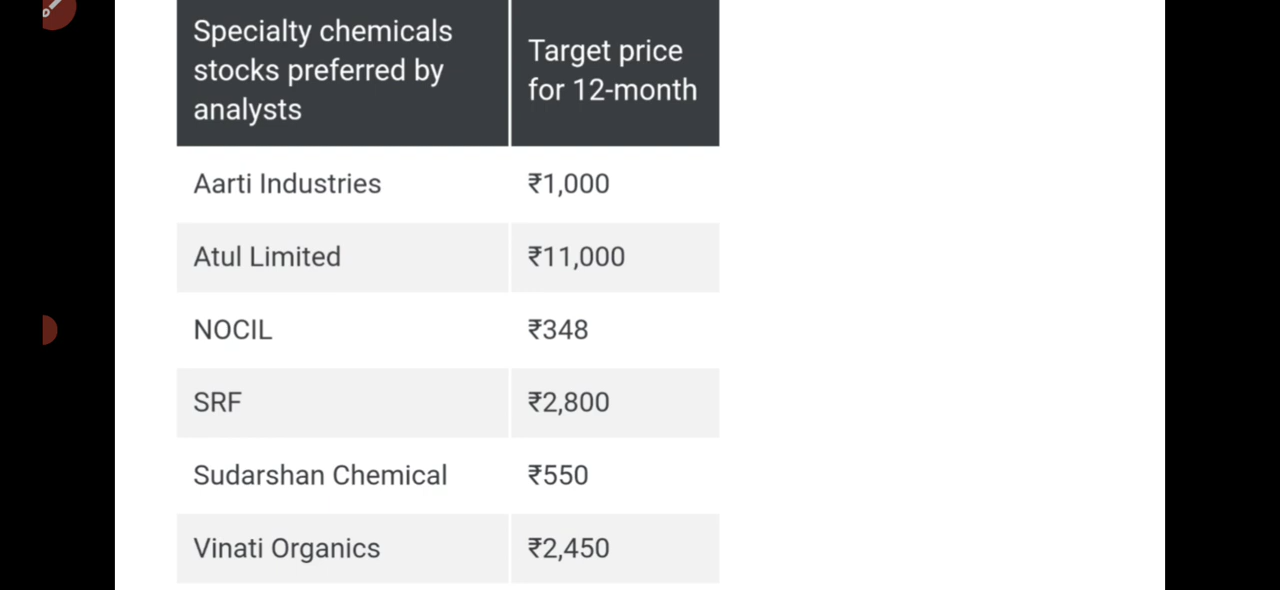 Specialty chemicals
stocks preferred by
analysts
Target price
for 12-month
Aarti Industries ₹1,000
Atul Limited ₹11,000
NOCIL ₹348
SRF ₹2,800
Sudarshan Chemical ₹550
Vinati Organics ₹2,450